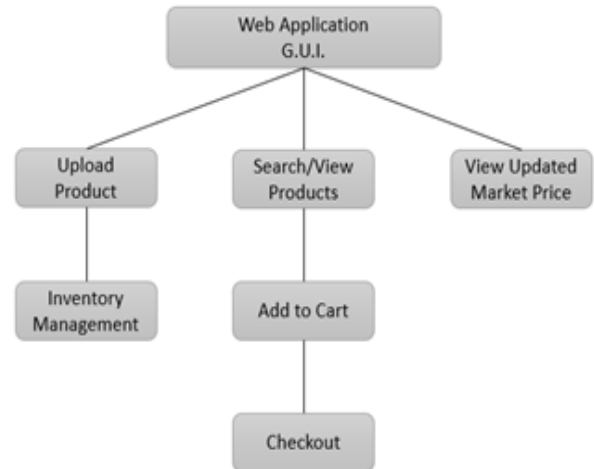 Web Application
G.U.I.
Upload
Product
Search/View
Products
View Updated
Market Price
Inventory
Management
Add to Cart
Checkout